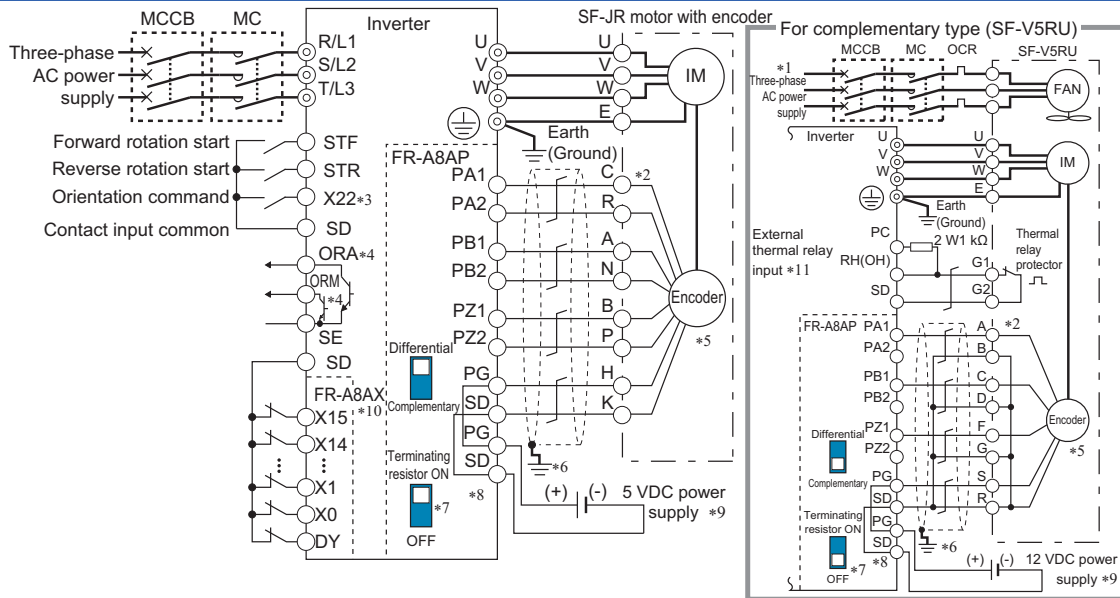 MCCB
MC
Inverter
SF-JR motor with encoder
Three-phase
AC power
supply
R/L1
S/L2
T/L3
U
V
W
U
V
W
E
IM
Earth
(Ground)
Forward rotation start
Reverse rotation start
Orientation command
Contact input common
STF
STR
X22*3
SD
ORA*4
ORM
*4
SE
SD
FR-A8AX
*10
X15
X14
X1
X0
DY
FR-A8AP
PA1
PA2
PB1
PB2
PZ1
PZ2
PG
SD
PG
SD
C
*2
R
A
N
B
P
H
K
Encoder
*5
Differential
Complementary
Terminating
resistor ON
*7
OFF
*6
*8
(+)
(-)
5 VDC power
supply *9
For complementary type (SF-V5RU)
MCCB
MC
OCR
SF-V5RU
*1
Three-phase
AC power
supply
FAN
Inverter
U
V
W
U
V
W
E
IM
Earth
(Ground)
External
thermal relay
input *11
PC
2 W1 kΩ
RH(OH)
SD
G1
G2
Thermal
relay
protector
FR-A8AP
PA1
PA2
PB1
PB2
PZ1
PZ2
PG
SD
PG
SD
A
*2
B
C
D
F
G
S
R
Encoder
*5
Differential
Complementary
Terminating
resistor ON
*7
OFF
*6
*8
(+)
(-)
12 VDC power
supply *9